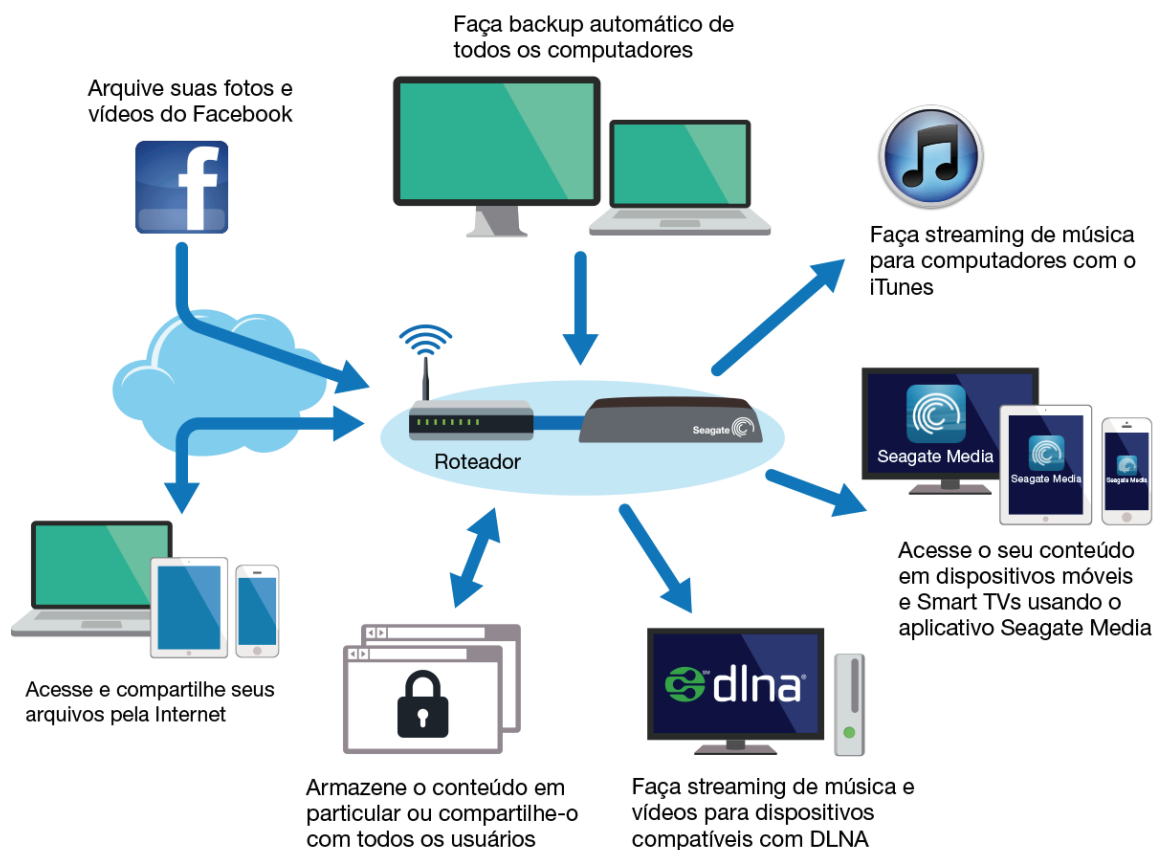 Faça backup automático de
todos os computadores
Arquive suas fotos e
vídeos do Facebook
f
Faça streaming de música
para computadores com o
iTunes
Seagate
Roteador
Seagate Media
Seagate Media
Seagate Media
Acesse o seu conteúdo
em dispositivos móveis
e Smart TVs usando o
aplicativo Seagate Media
Acesse e compartilhe seus
arquivos pela Internet
SM dlna®
Armazene o conteúdo em
particular ou compartilhe-o
com todos os usuários
Faça streaming de música e
vídeos para dispositivos
compatíveis com DLNA